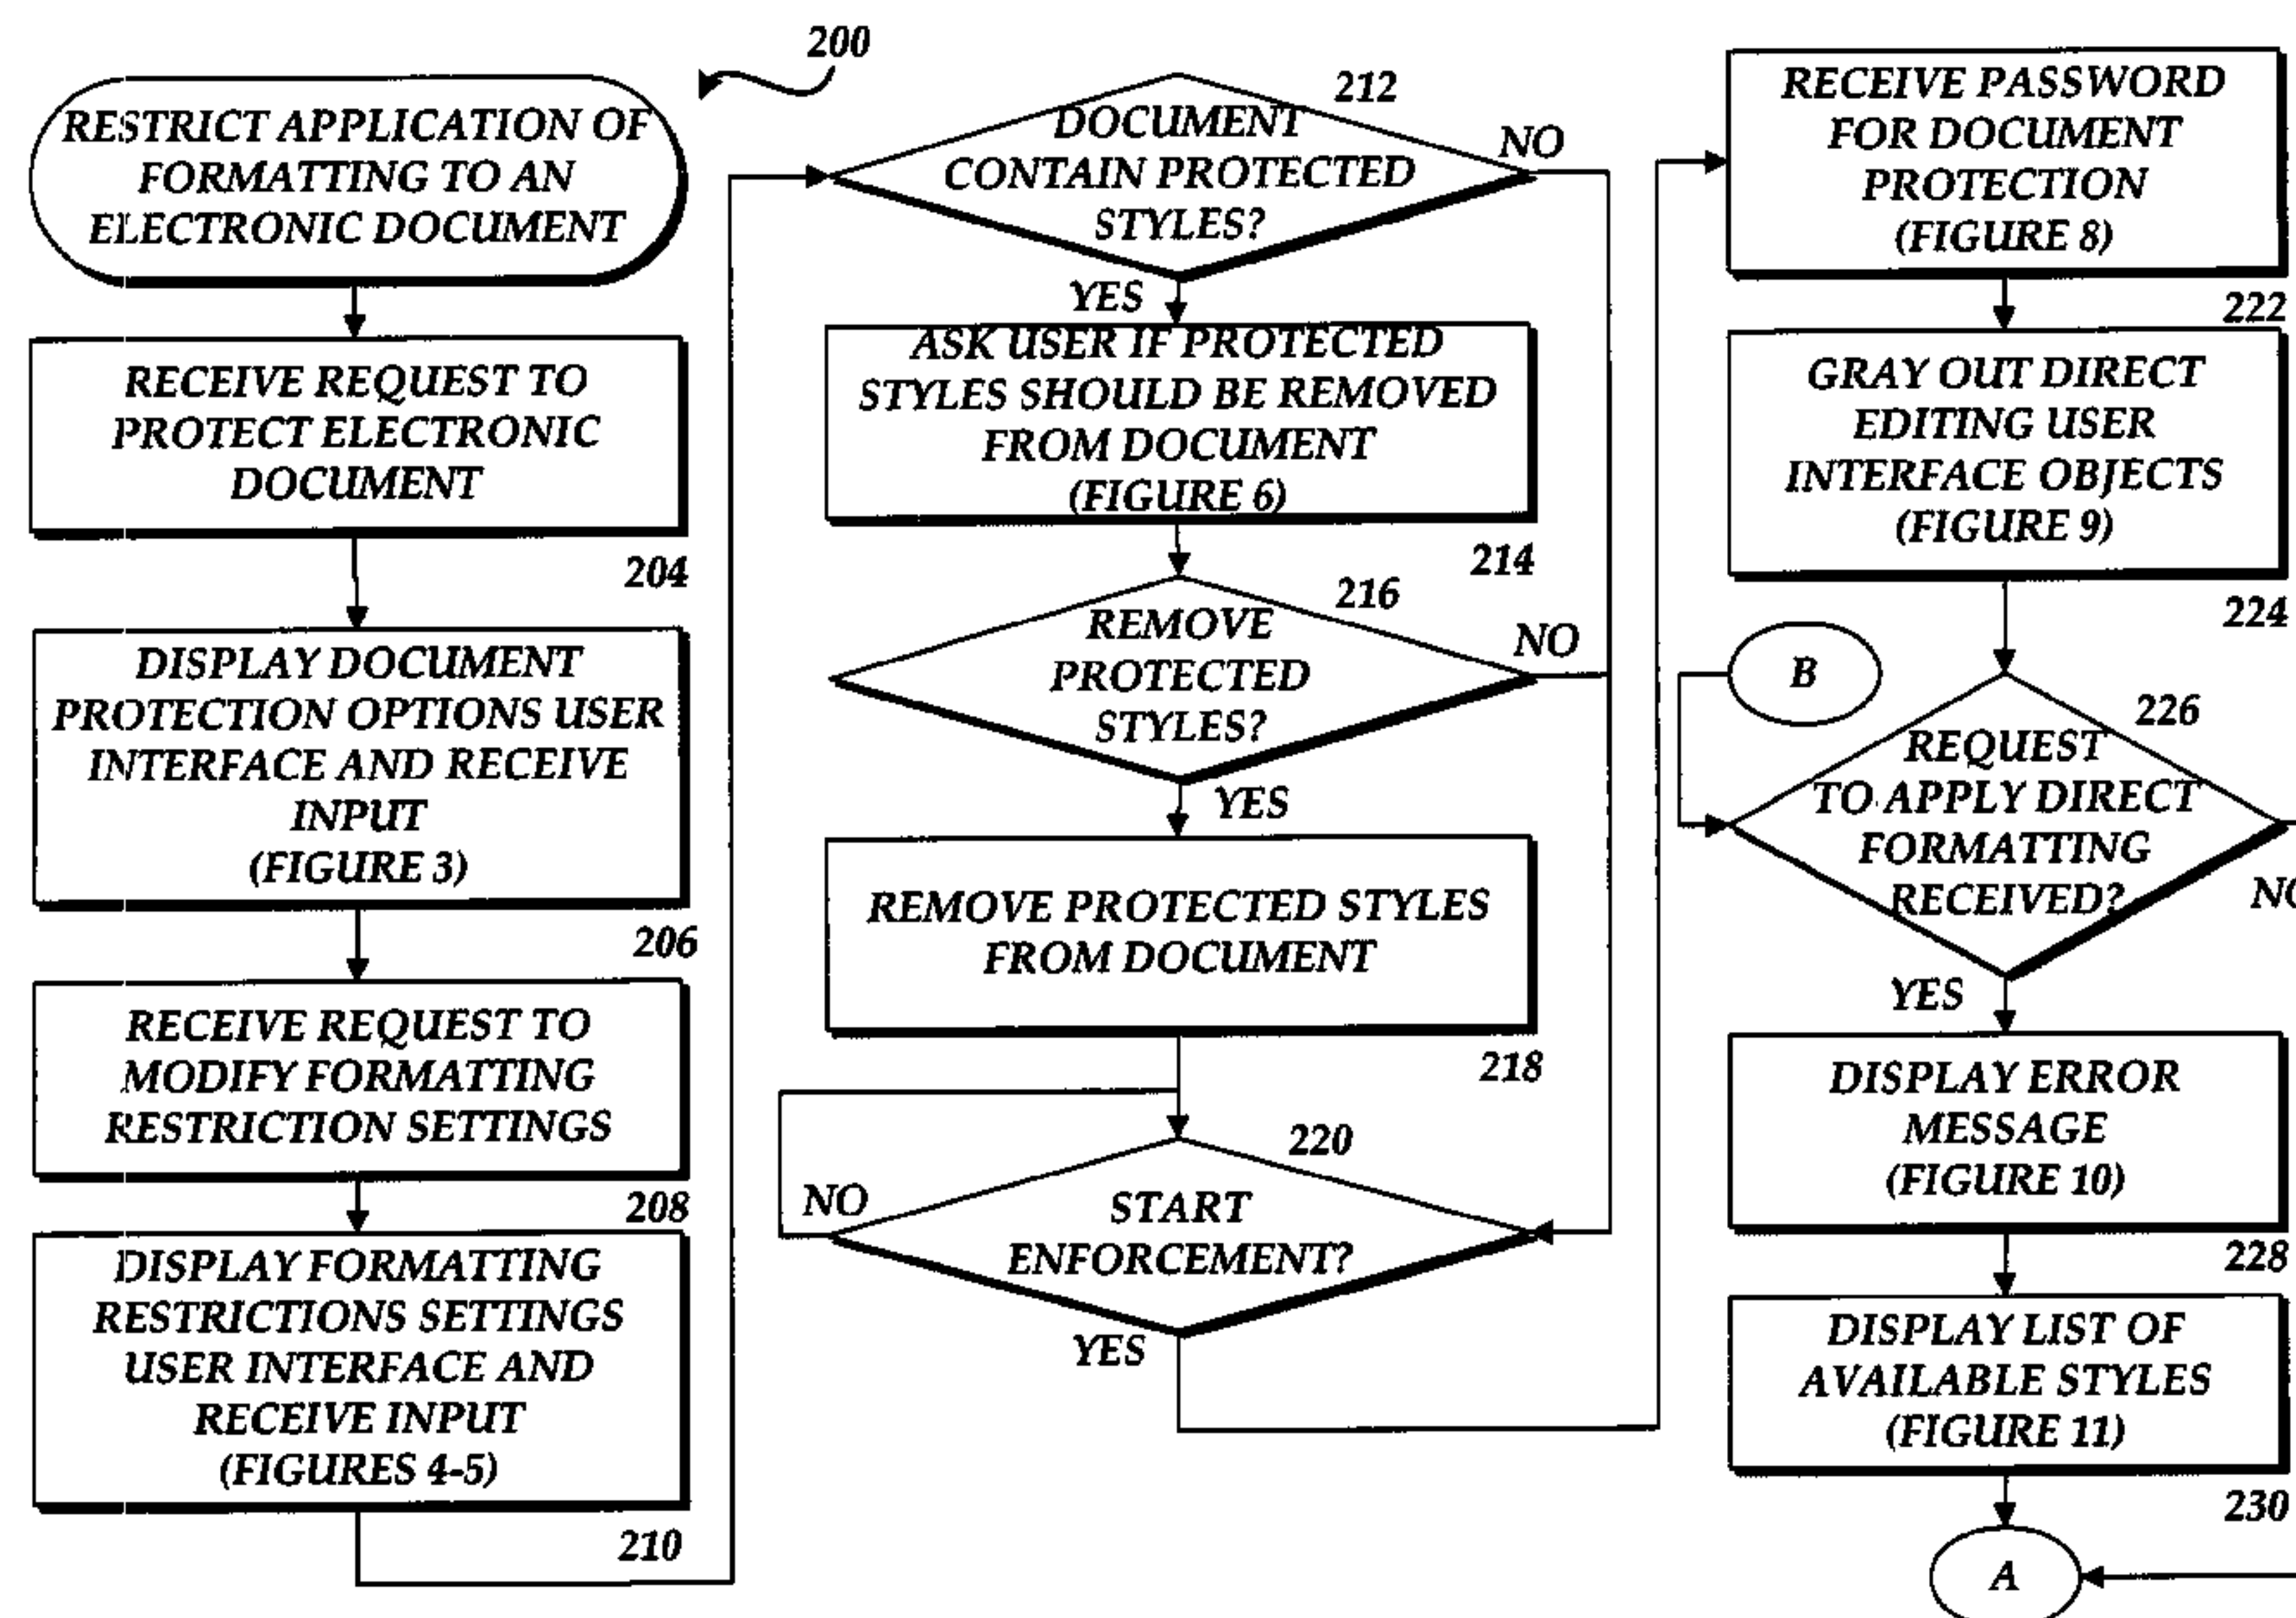 200
RESTRICT APPLICATION OF
FORMATTING TO AN
ELECTRONIC DOCUMENT
RECEIVE REQUEST TO
PROTECT ELECTRONIC
DOCUMENT
204
DISPLAY DOCUMENT
PROTECTION OPTIONS USER
INTERFACE AND RECEIVE
INPUT
(FIGURE 3)
206
RECEIVE REQUEST TO
MODIFY FORMATTING
RESTRICTION SETTINGS
208
DISPLAY FORMATTING
RESTRICTIONS SETTINGS
USER INTERFACE AND
RECEIVE INPUT
(FIGURES 4-5)
210
212
DOCUMENT
CONTAIN PROTECTED
STYLES?
NO
YES
ASK USER IF PROTECTED
STYLES SHOULD BE REMOVED
FROM DOCUMENT
(FIGURE 6)
214
216
REMOVE
PROTECTED
STYLES?
NO
YES
REMOVE PROTECTED STYLES
FROM DOCUMENT
218
220
START
ENFORCEMENT?
NO
YES
RECEIVE PASSWORD
FOR DOCUMENT
PROTECTION
(FIGURE 8)
222
GRAY OUT DIRECT
EDITING USER
INTERFACE OBJECTS
(FIGURE 9)
224
B
226
REQUEST
TO APPLY DIRECT
FORMATTING
RECEIVED?
NO
YES
DISPLAY ERROR
MESSAGE
(FIGURE 10)
228
DISPLAY LIST OF
AVAILABLE STYLES
(FIGURE 11)
230
A